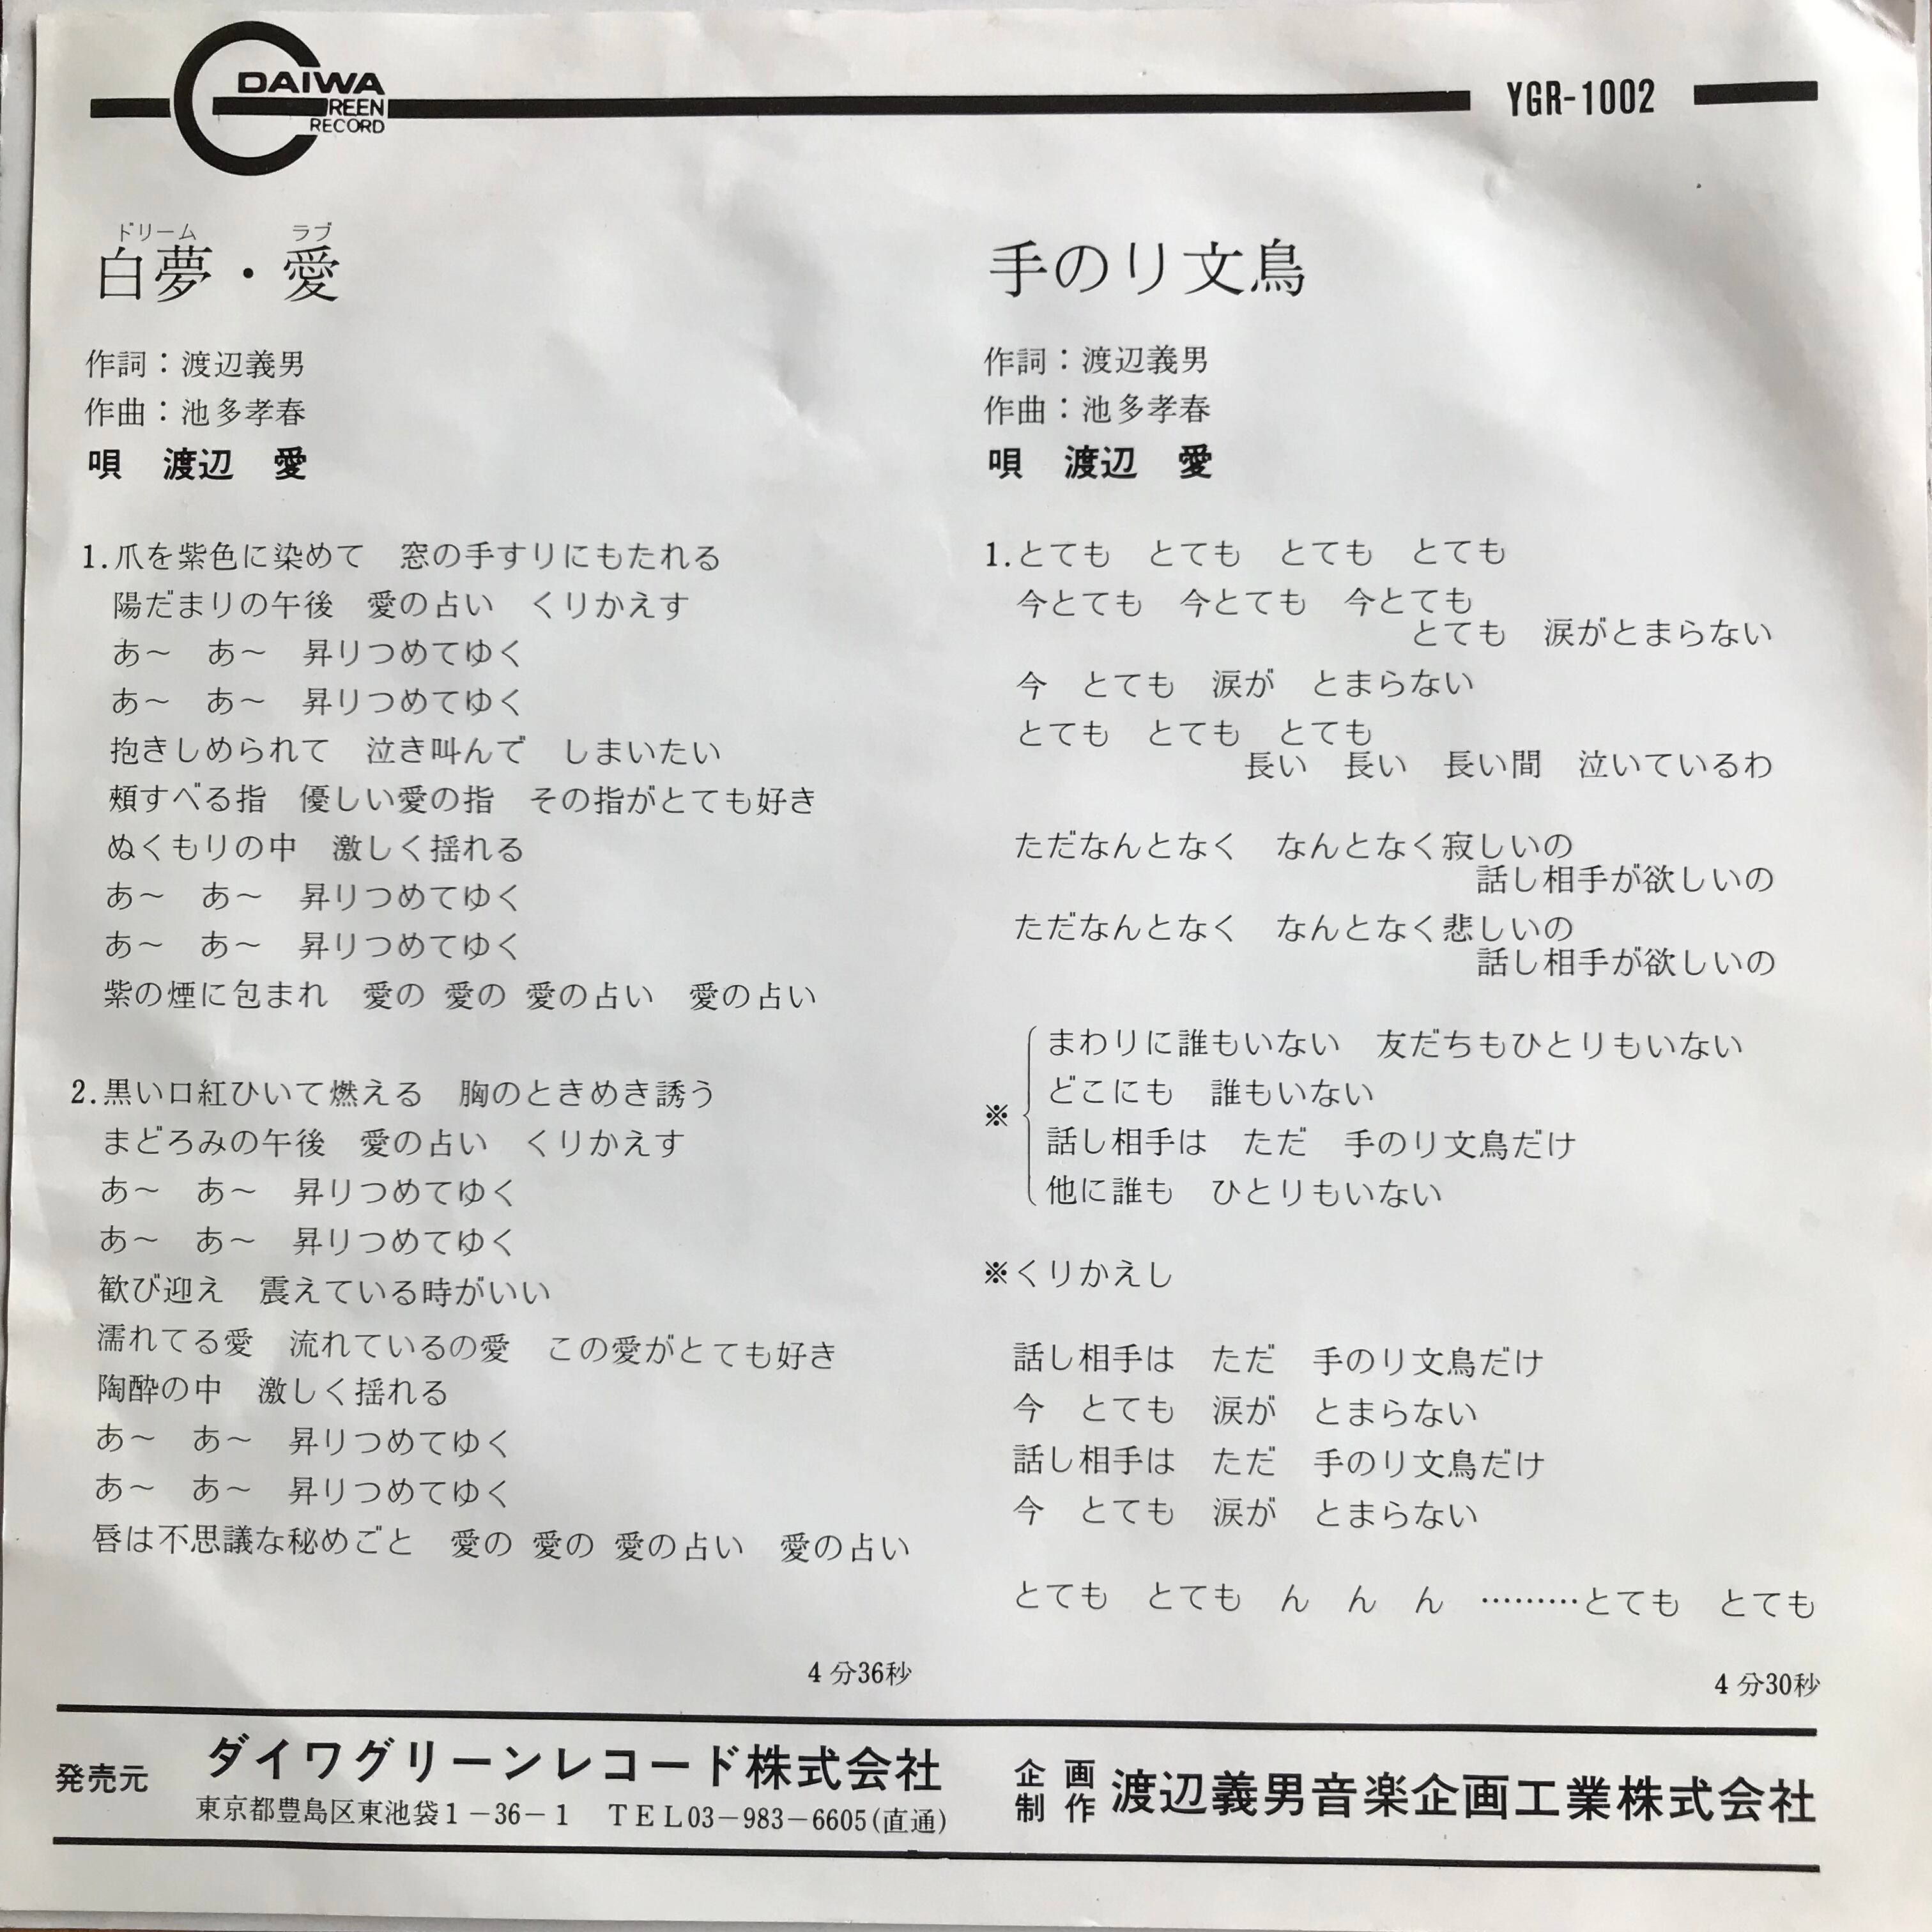 DAIWA
GREEN
RECORD
YGR-1002
ドリーム ラブ
白夢・愛
作詞：渡辺義男
作曲：池多孝春
唄　渡辺　愛
1.爪を紫色に染めて　窓の手すりにもたれる
陽だまりの午後　愛の占い　くりかえす
あ〜　あ〜　昇りつめてゆく
あ〜　あ〜　昇りつめてゆく
抱きしめられて　泣き叫んで　しまいたい
頬すべる指　優しい愛の指　その指がとても好き
ぬくもりの中　激しく揺れる
あ〜　あ〜　昇りつめてゆく
あ〜　あ〜　昇りつめてゆく
紫の煙に包まれ　愛の 愛の 愛の占い　愛の占い
2.黒い口紅ひいて燃える　胸のときめき誘う
まどろみの午後　愛の占い　くりかえす
あ〜　あ〜　昇りつめてゆく
あ〜　あ〜　昇りつめてゆく
歓び迎え　震えている時がいい
濡れてる愛　流れているの愛　この愛がとても好き
陶酔の中　激しく揺れる
あ〜　あ〜　昇りつめてゆく
あ〜　あ〜　昇りつめてゆく
唇は不思議な秘めごと　愛の 愛の 愛の占い　愛の占い
4分36秒
手のり文鳥
作詞：渡辺義男
作曲：池多孝春
唄　渡辺　愛
1.とても　とても　とても　とても
今とても　今とても　今とても
とても　涙がとまらない
今　とても　涙が　とまらない
とても　とても　とても
長い　長い　長い間　泣いているわ
ただなんとなく　なんとなく寂しいの
話し相手が欲しいの
ただなんとなく　なんとなく悲しいの
話し相手が欲しいの
まわりに誰もいない　友だちもひとりもいない
どこにも　誰もいない
※
話し相手は　ただ　手のり文鳥だけ
他に誰も　ひとりもいない
※くりかえし
話し相手は　ただ　手のり文鳥だけ
今　とても　涙が　とまらない
話し相手は　ただ　手のり文鳥だけ
今　とても　涙が　とまらない
とても　とても　ん　ん　ん　………とても　とても
4分30秒
発売元　ダイワグリーンレコード株式会社
東京都豊島区東池袋1－36－1　TEL03－983－6605(直通)
企画
制作　渡辺義男音楽企画工業株式会社